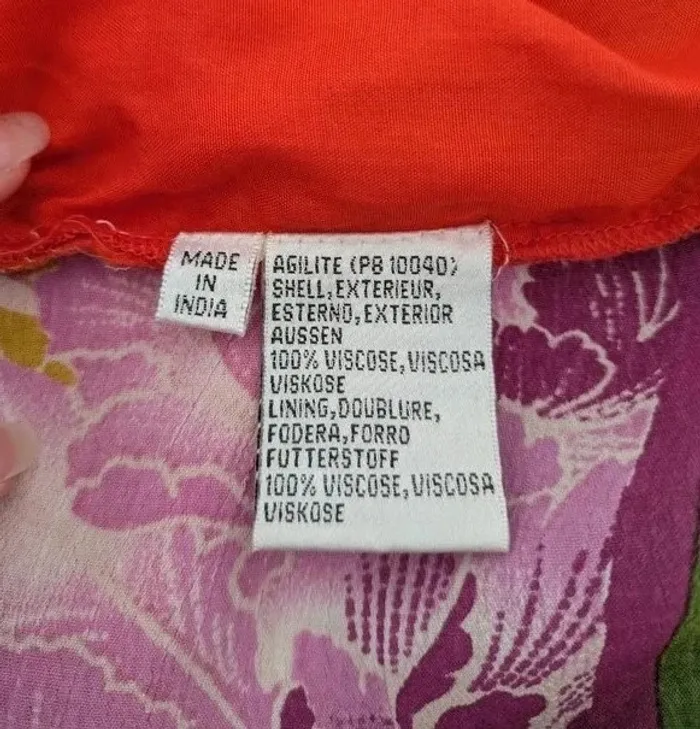 MADE
IN
INDIA
AGILITE (PB 10040)
SHELL,EXTERIEUR,
ESTERNO,EXTERIOR
AUSSEN
100% VISCOSE,VISCOSA
VISKOSE
LINING,DOUBLURE,
FODERA,FORRO
FUTTERSTOFF
100% VISCOSE,VISCOSA
VISKOSE